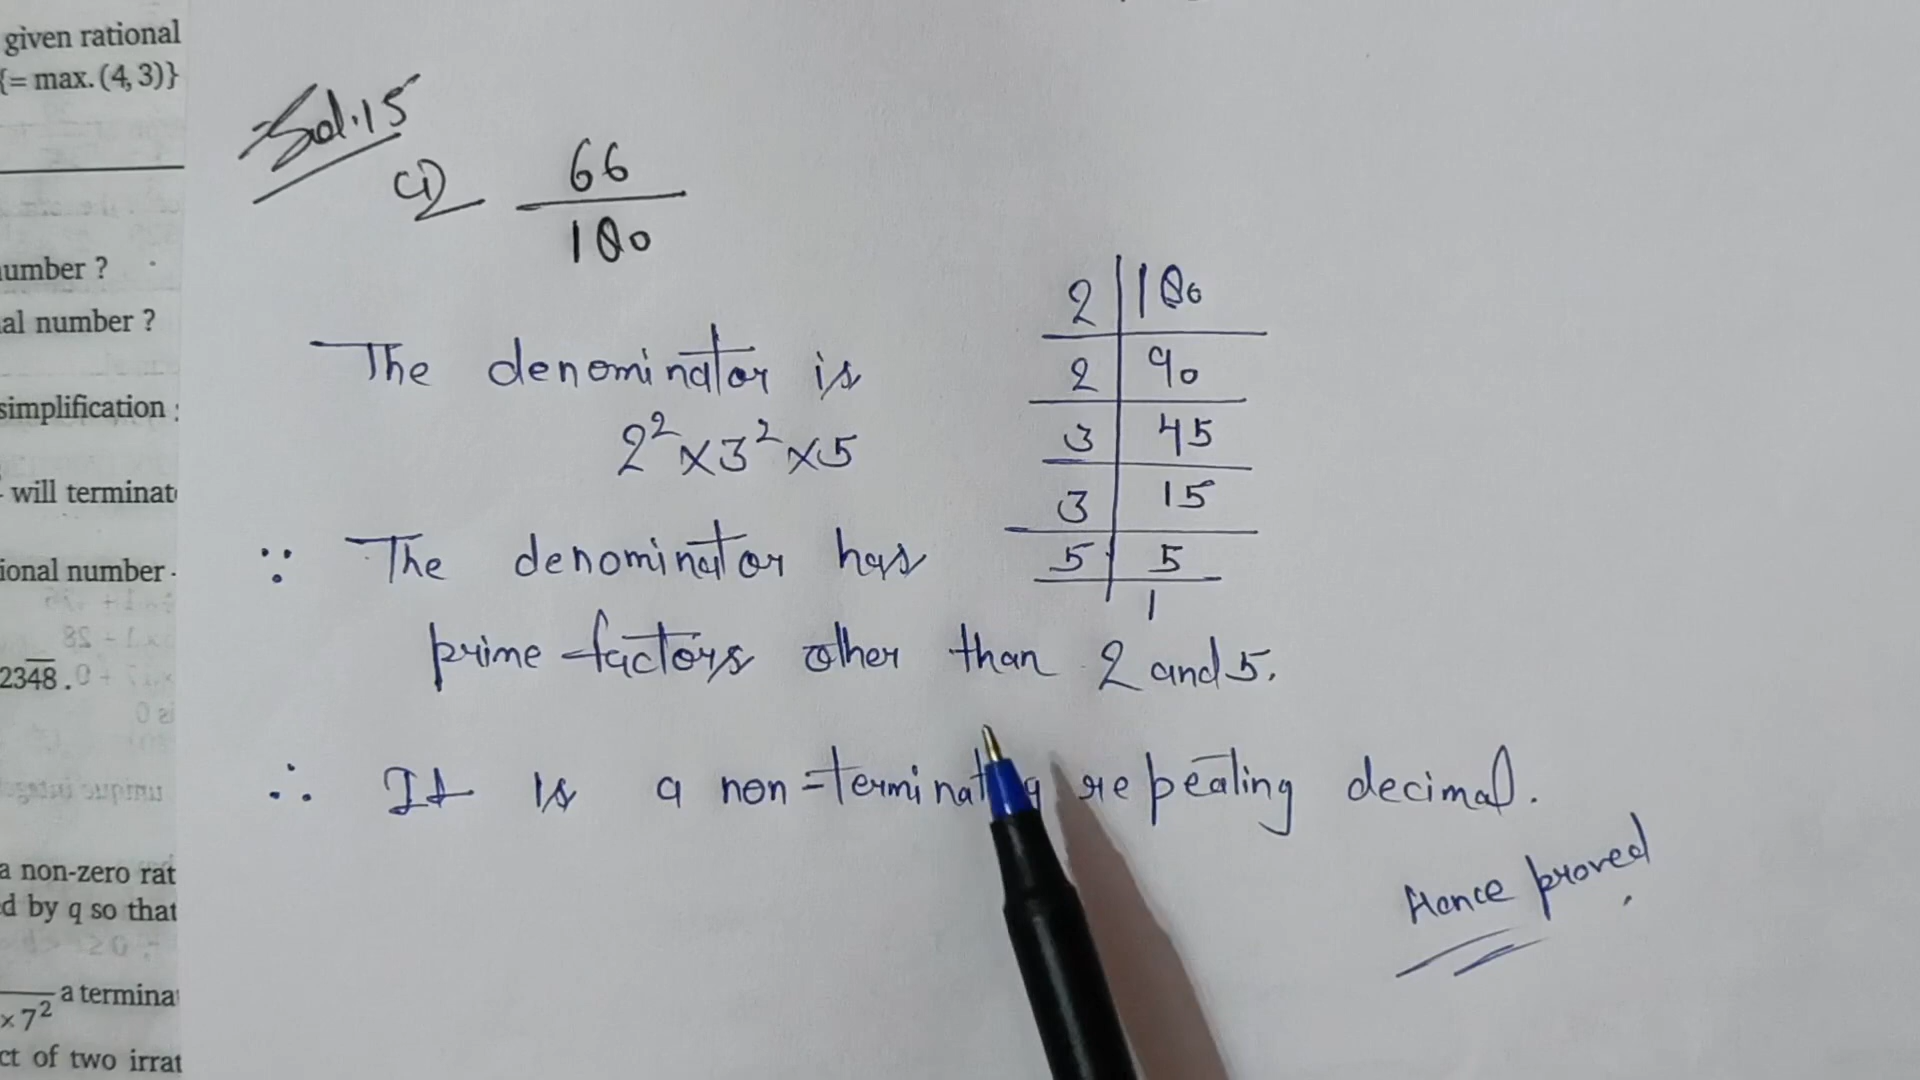 given rational
{= max. (4, 3)}
umber ?
al number ?
simplification :
will terminat
ional number
2348.
a non-zero rat
d by q so that
a termina
×7²
ct of two irrat
Sol.15
(1) 66
180
The denominator is
2² × 3² × 5
2 | 180
2 | 90
3 | 45
3 | 15
5 | 5
1
∵ The denominator has
prime factors other than 2 and 5.
∴ It is a non-terminating repeating decimal.
Hence proved.